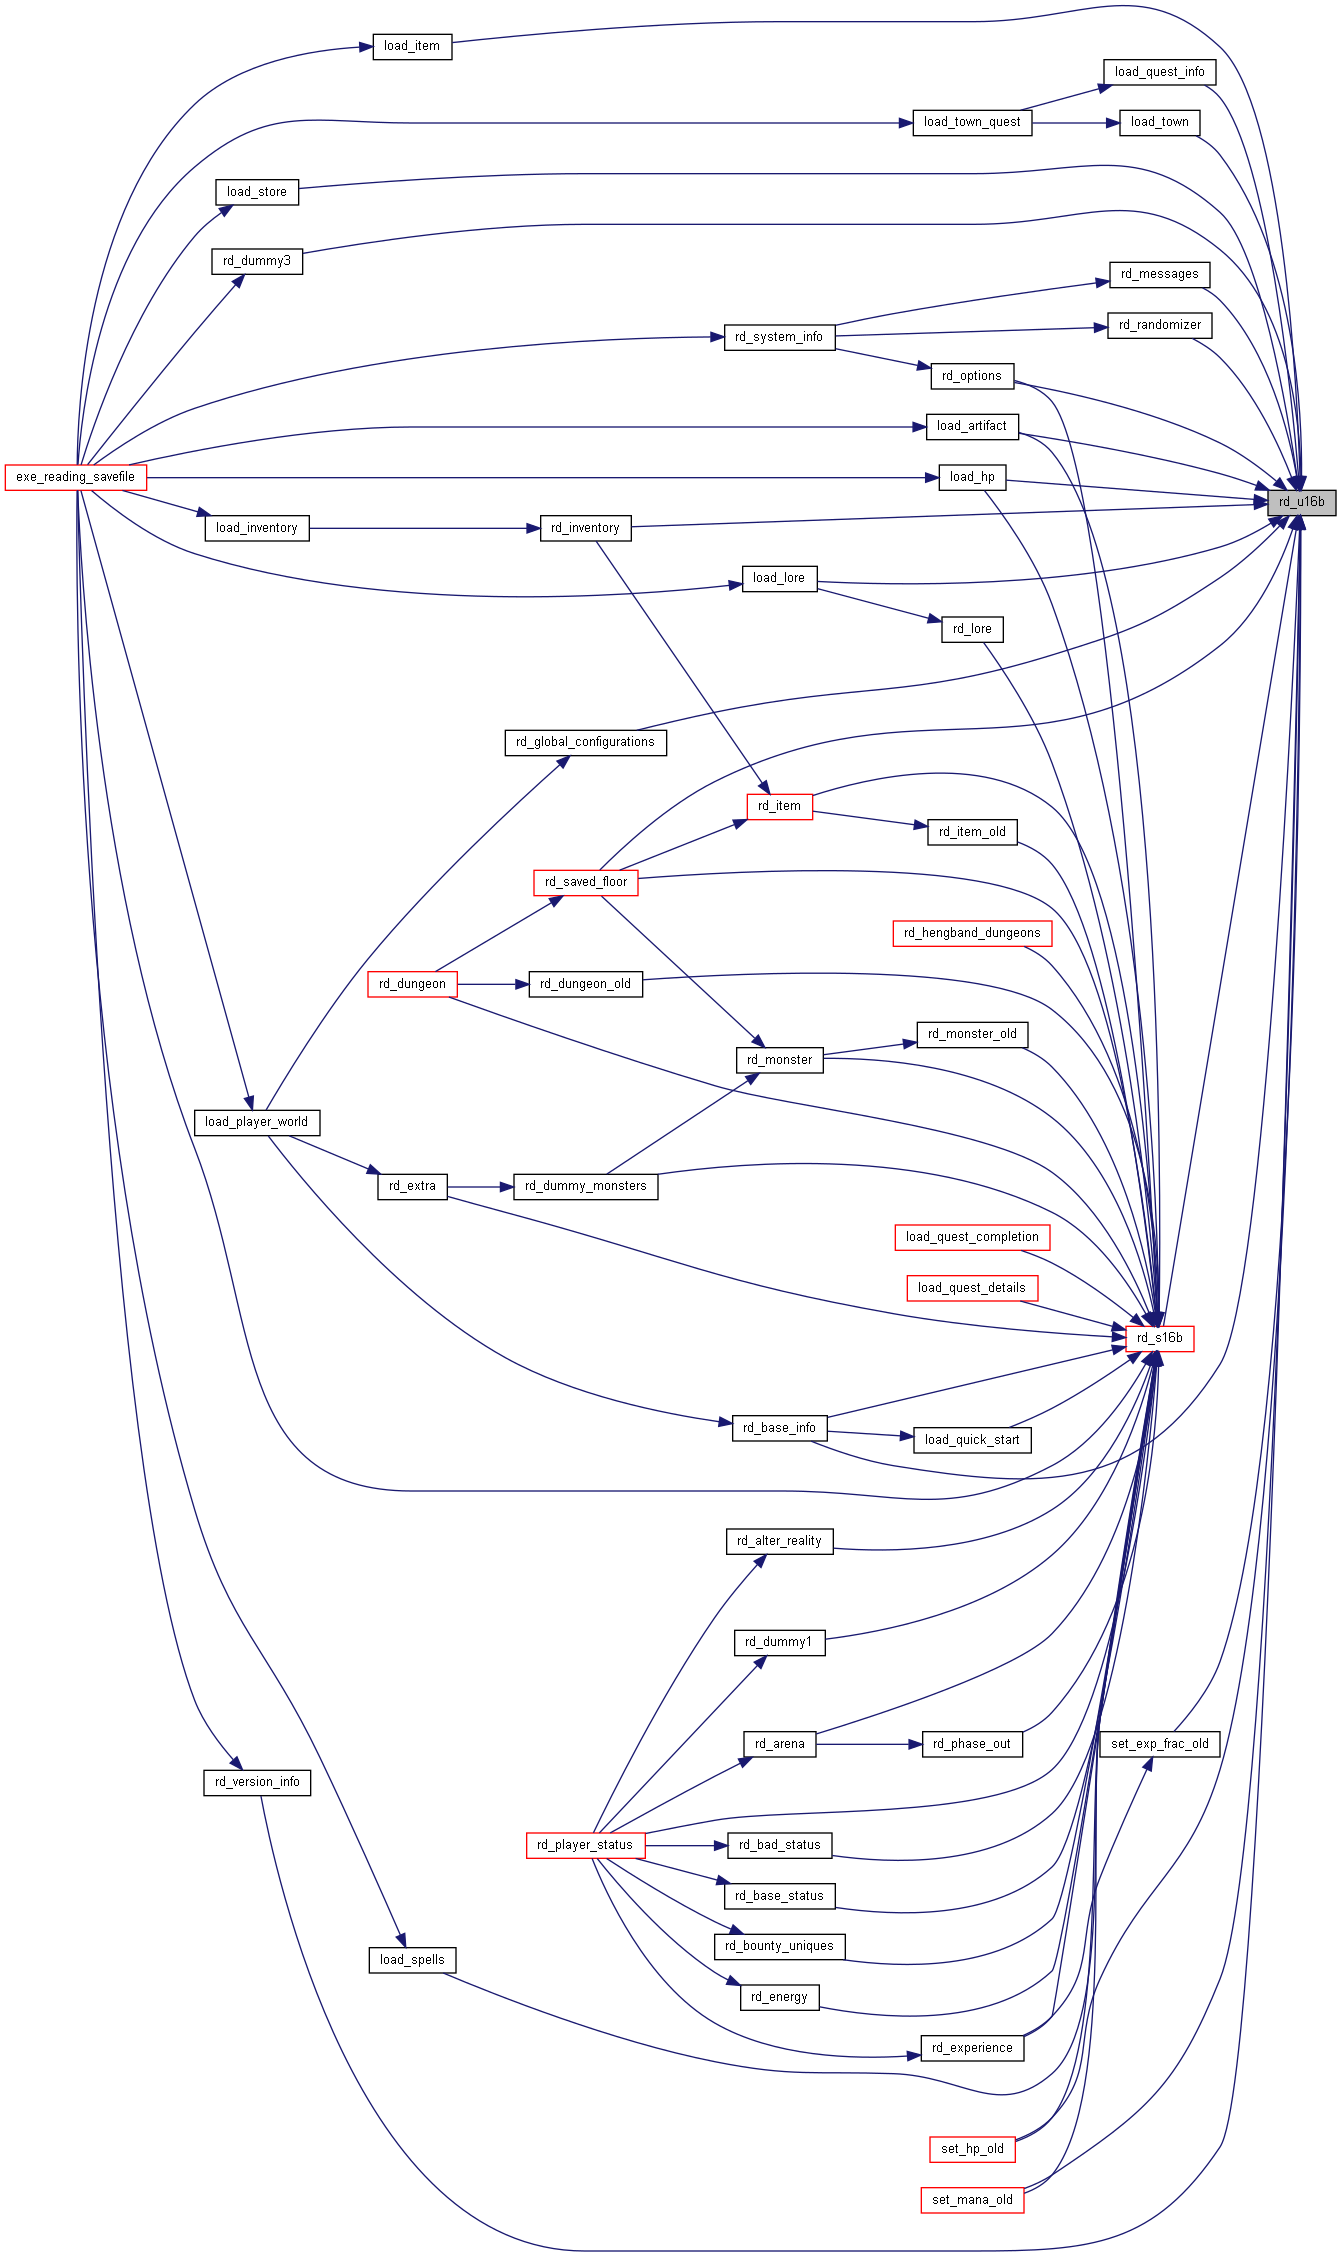 load_item
load_quest_info
load_town_quest
load_town
load_store
rd_dummy3
rd_messages
rd_randomizer
rd_system_info
rd_options
load_artifact
exe_reading_savefile
load_hp
rd_u16b
load_inventory
rd_inventory
load_lore
rd_lore
rd_global_configurations
rd_item
rd_item_old
rd_saved_floor
rd_hengband_dungeons
rd_dungeon
rd_dungeon_old
rd_monster_old
rd_monster
load_player_world
rd_extra
rd_dummy_monsters
load_quest_completion
load_quest_details
rd_s16b
rd_base_info
load_quick_start
rd_alter_reality
rd_dummy1
rd_arena
rd_phase_out
set_exp_frac_old
rd_version_info
rd_player_status
rd_bad_status
rd_base_status
rd_bounty_uniques
load_spells
rd_energy
rd_experience
set_hp_old
set_mana_old